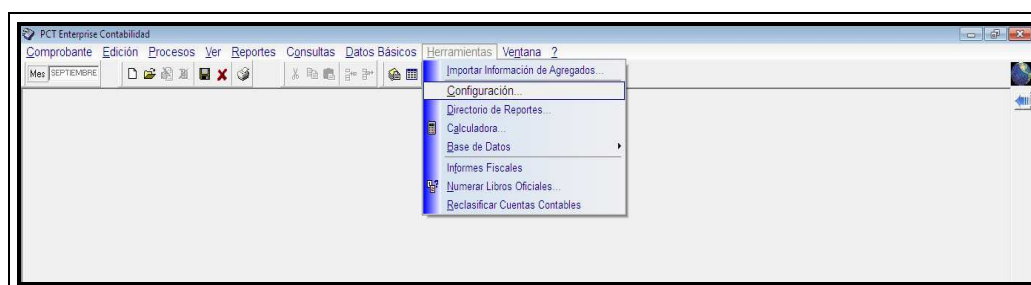 PCT Enterprise Contabilidad
Comprobante Edición Procesos Ver Reportes Consultas Datos Básicos Herramientas Ventana ?
Mes SEPTIEMBRE
Importar Información de Agregados...
Configuración...
Directorio de Reportes...
Calculadora...
Base de Datos
Informes Fiscales
Numerar Libros Oficiales...
Reclasificar Cuentas Contables